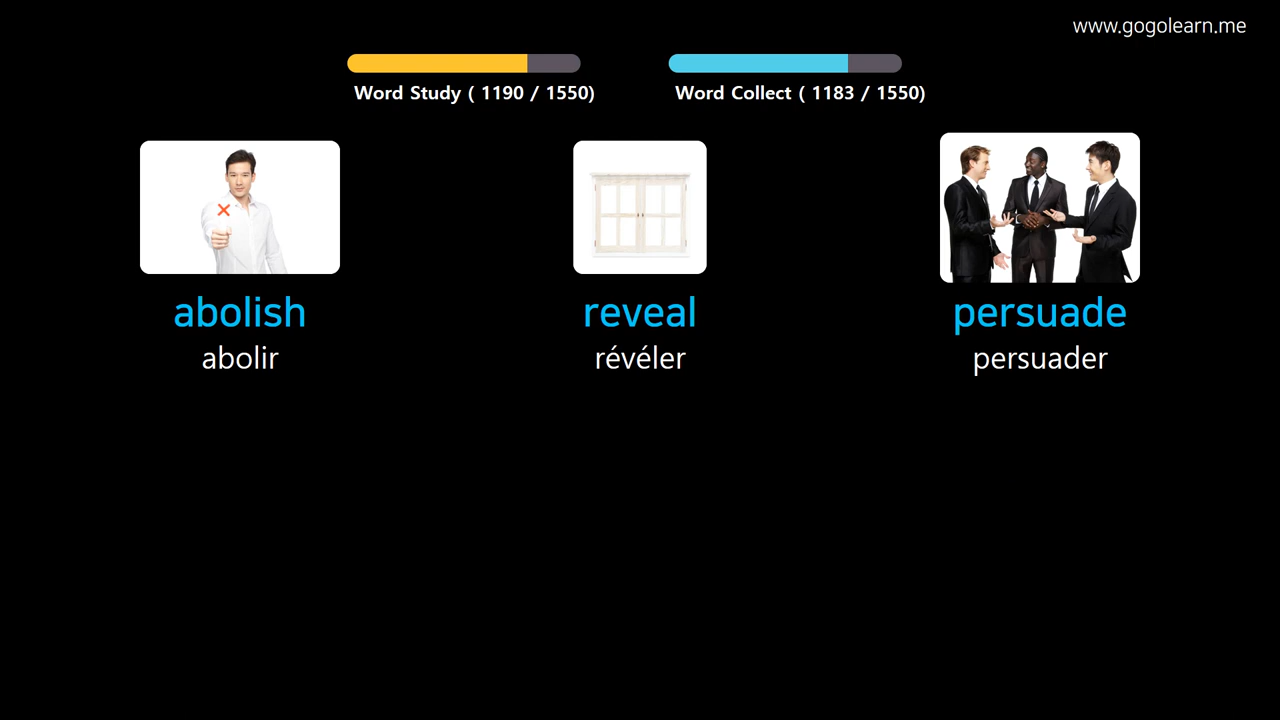 www.gogolearn.me
Word Study ( 1190 / 1550)
Word Collect ( 1183 / 1550)
abolish
abolir
reveal
révéler
persuade
persuader